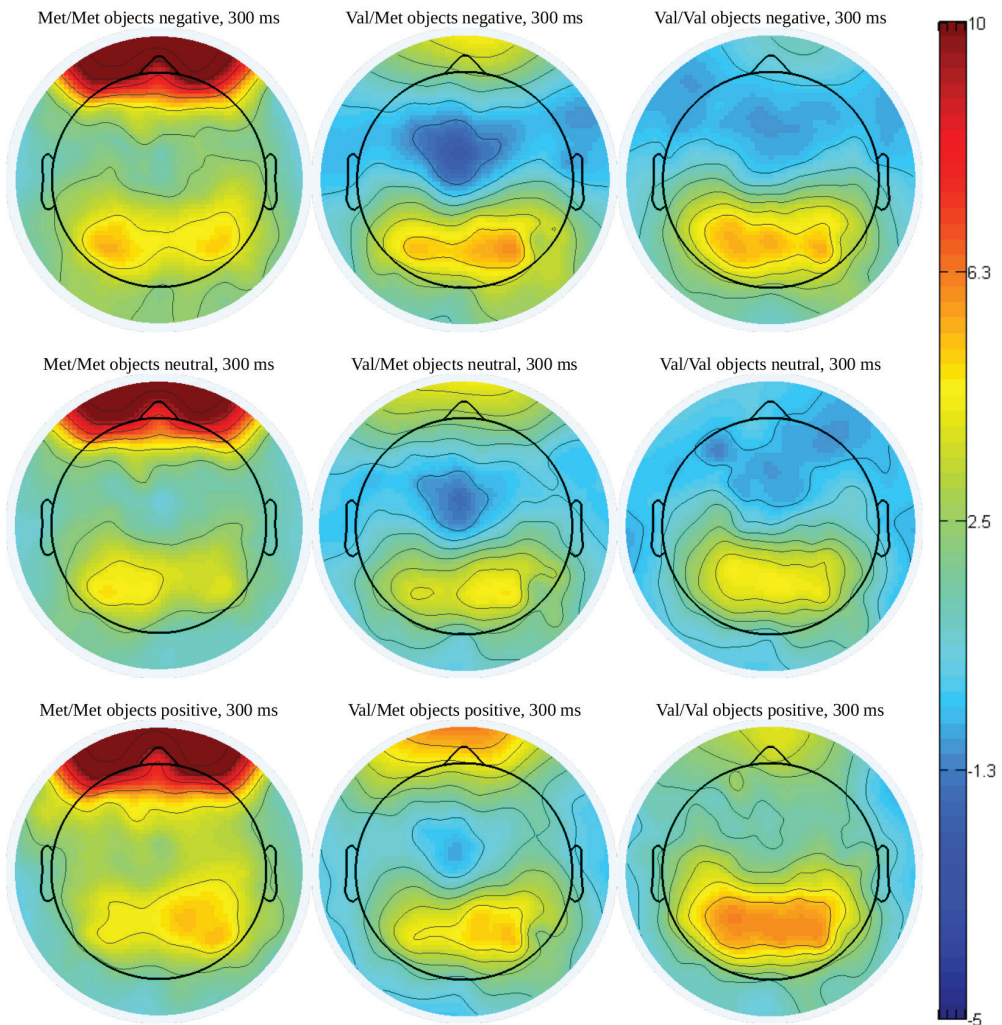 Met/Met objects negative, 300 ms
Val/Met objects negative, 300 ms
Val/Val objects negative, 300 ms
10
6.3
Met/Met objects neutral, 300 ms
Val/Met objects neutral, 300 ms
Val/Val objects neutral, 300 ms
2.5
Met/Met objects positive, 300 ms
Val/Met objects positive, 300 ms
Val/Val objects positive, 300 ms
-1.3
-5